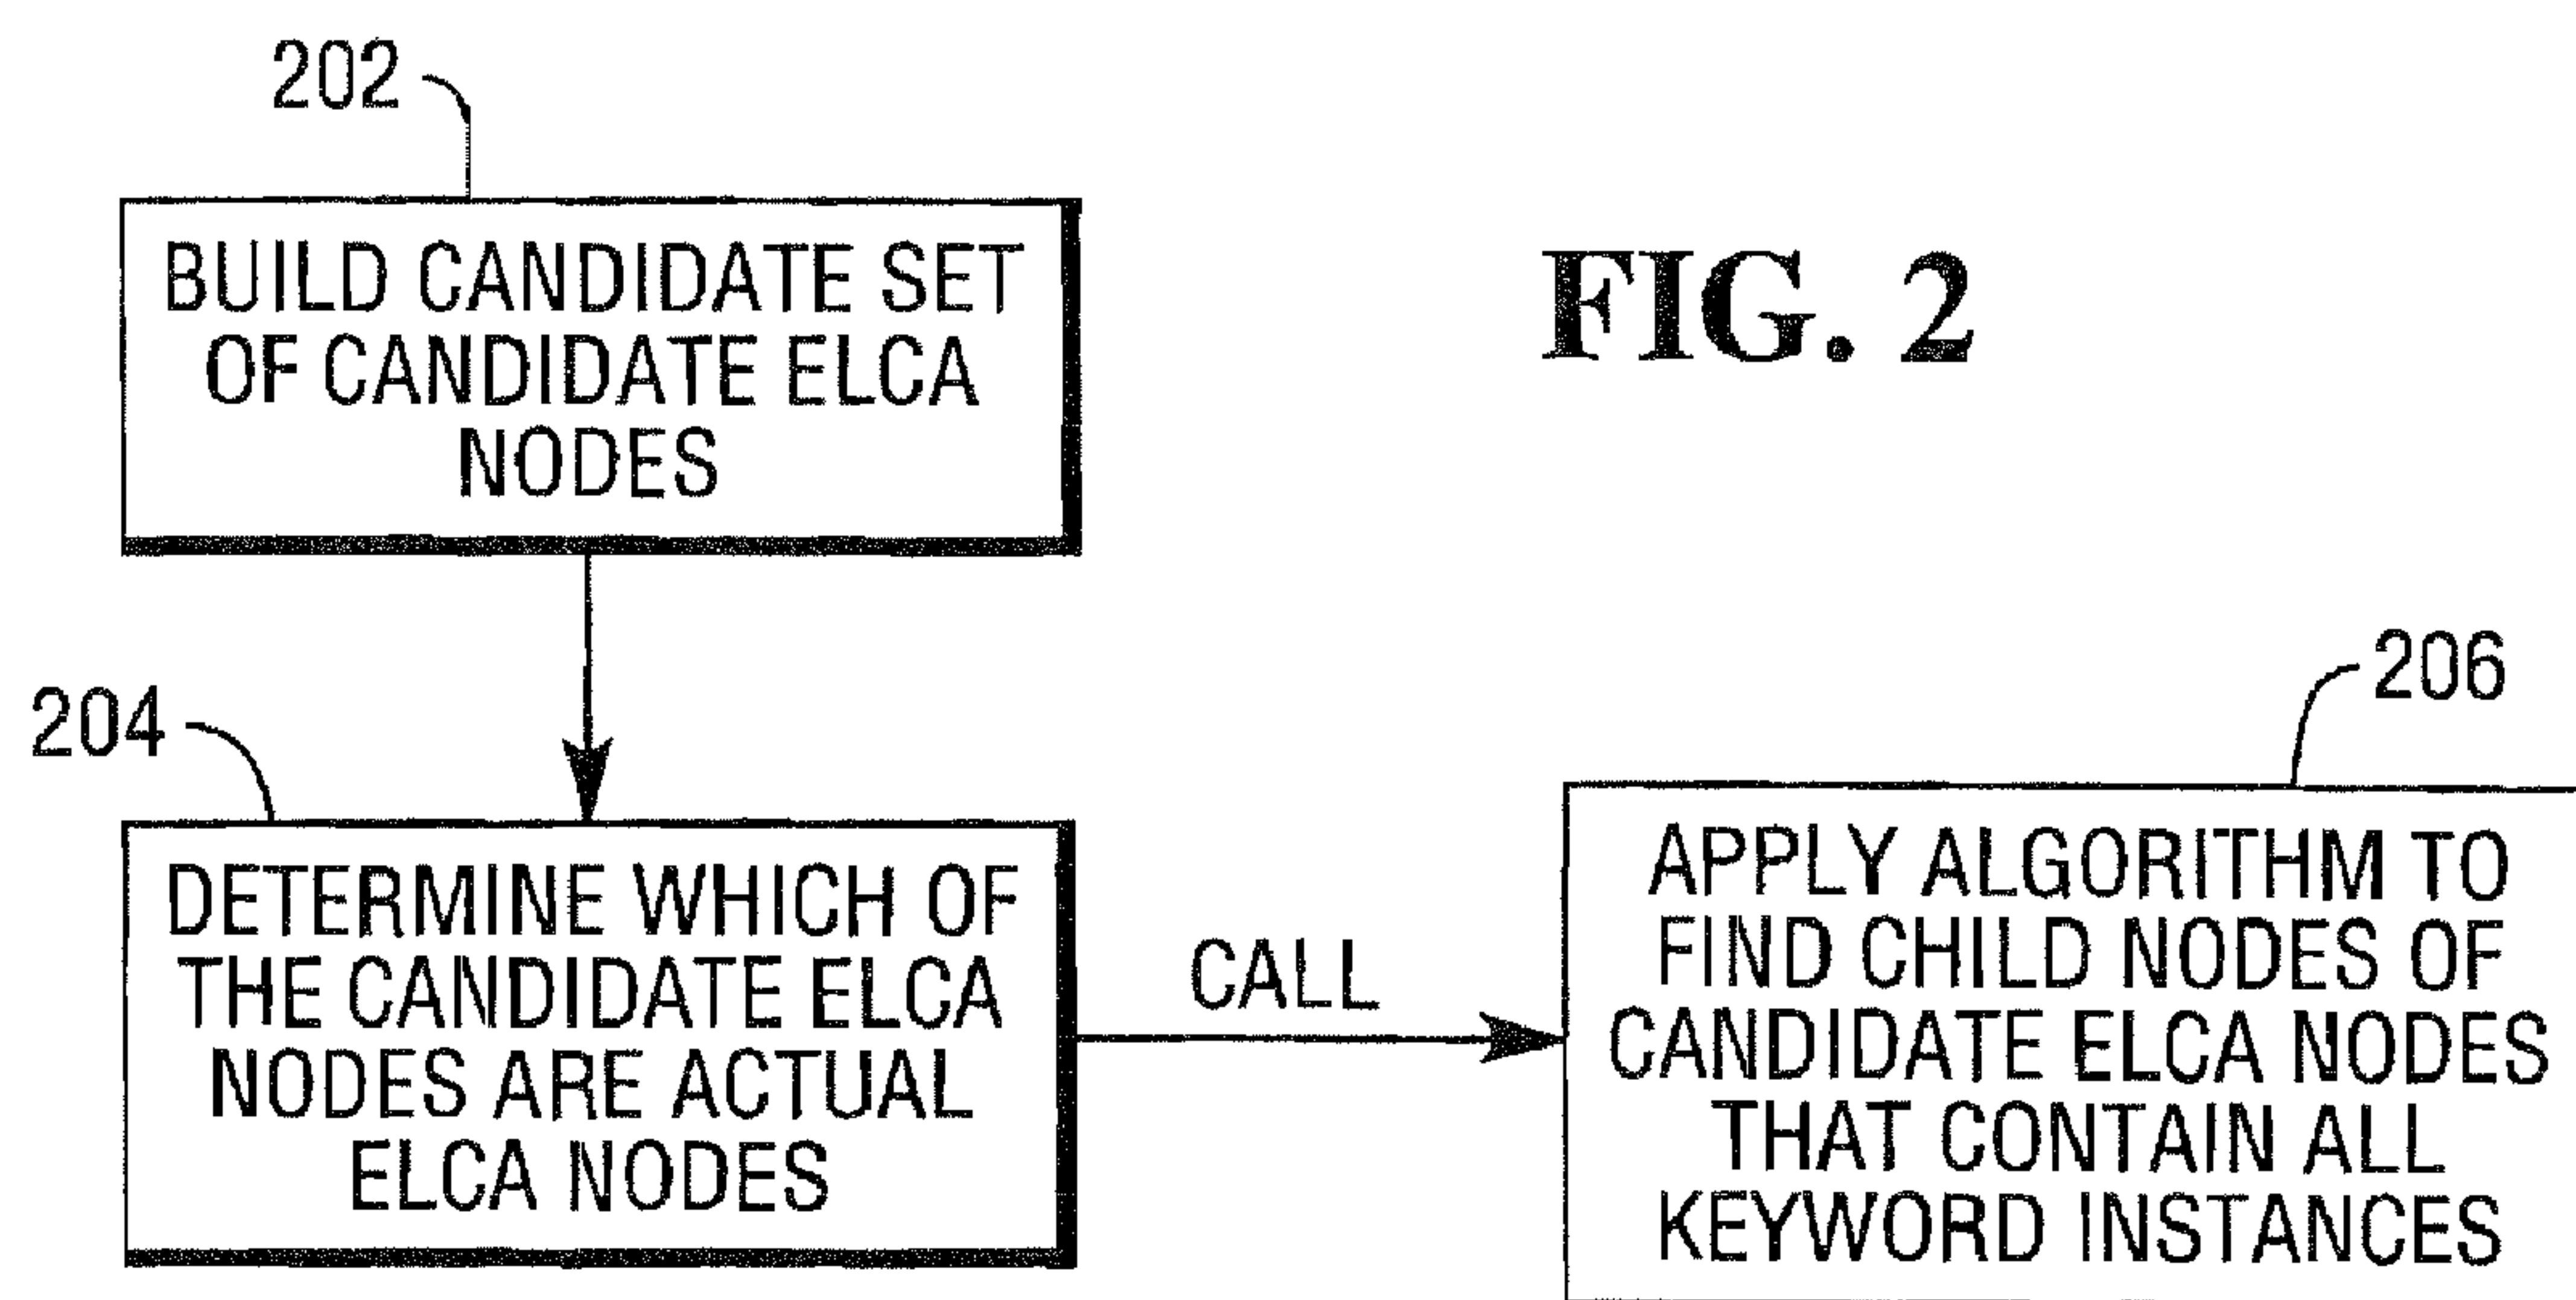 202
BUILD CANDIDATE SET
OF CANDIDATE ELCA
NODES
FIG. 2
204
DETERMINE WHICH OF
THE CANDIDATE ELCA
NODES ARE ACTUAL
ELCA NODES
CALL
206
APPLY ALGORITHM TO
FIND CHILD NODES OF
CANDIDATE ELCA NODES
THAT CONTAIN ALL
KEYWORD INSTANCES